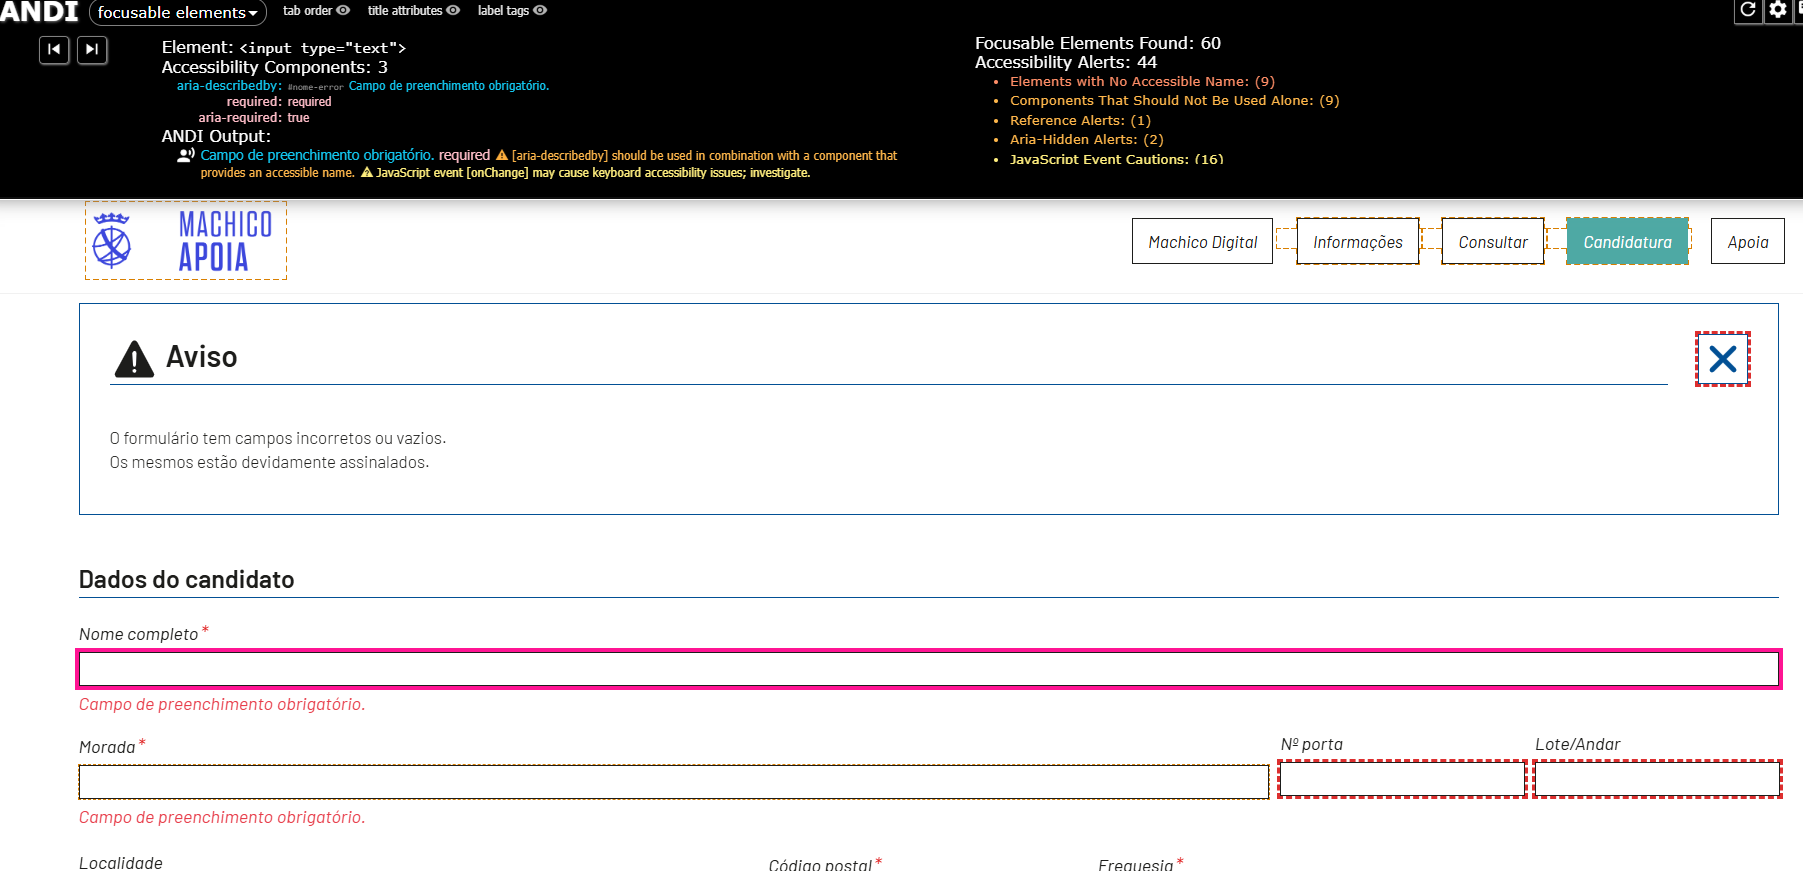 ANDI focusable elements tab order title attributes label tags
Element: <input type="text">
Accessibility Components: 3
aria-describedby: #nome-error Campo de preenchimento obrigatório.
required: required
aria-required: true
ANDI Output:
Campo de preenchimento obrigatório. required [aria-describedby] should be used in combination with a component that
provides an accessible name. JavaScript event [onChange] may cause keyboard accessibility issues; investigate.
Focusable Elements Found: 60
Accessibility Alerts: 44
• Elements with No Accessible Name: (9)
• Components That Should Not Be Used Alone: (9)
• Reference Alerts: (1)
• Aria-Hidden Alerts: (2)
• JavaScript Event Cautions: (16)
MACHICO
APOIA
Machico Digital Informações Consultar Candidatura Apoia
Aviso
O formulário tem campos incorretos ou vazios.
Os mesmos estão devidamente assinalados.
Dados do candidato
Nome completo *
Campo de preenchimento obrigatório.
Morada * Nº porta Lote/Andar
Campo de preenchimento obrigatório.
Localidade Código postal * Freguesia *